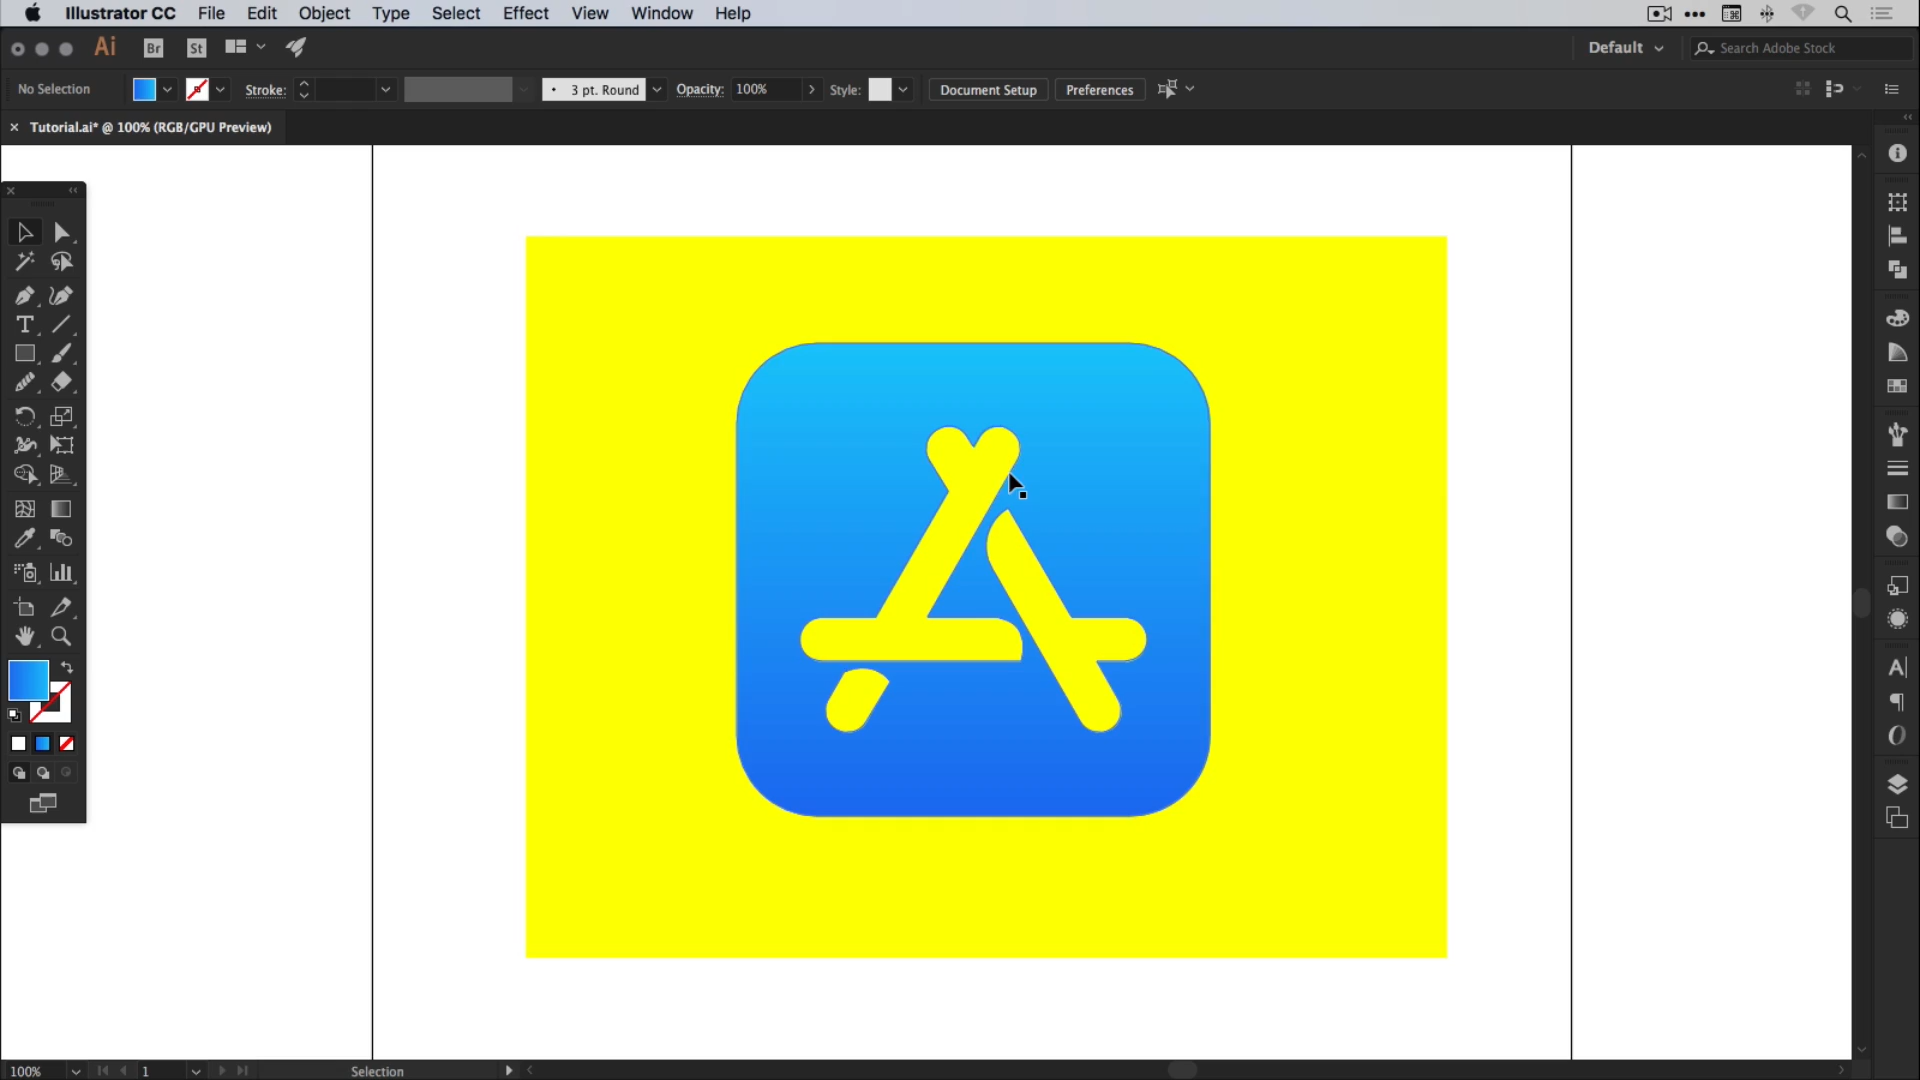 Illustrator CC File Edit Object Type Select Effect View Window Help
Ai Br St Default Search Adobe Stock
No Selection Stroke: 3 pt. Round Opacity: 100% Style: Document Setup Preferences
Tutorial.ai* @ 100% (RGB/GPU Preview)
100% 1 Selection